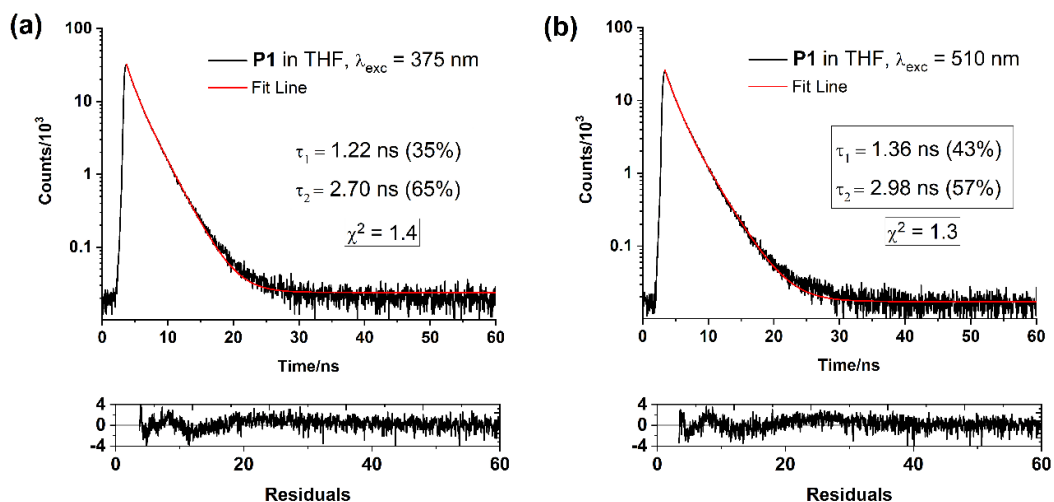 (a)
P1 in THF, λexc = 375 nm
Fit Line
τ1 = 1.22 ns (35%)
τ2 = 2.70 ns (65%)
χ² = 1.4
Counts/10³
100
10
1
0.1
0 10 20 30 40 50 60
Time/ns
4
0
-4
0 20 40 60
Residuals
(b)
P1 in THF, λexc = 510 nm
Fit Line
τ1 = 1.36 ns (43%)
τ2 = 2.98 ns (57%)
χ² = 1.3
Counts/10³
100
10
1
0.1
0 10 20 30 40 50 60
Time/ns
4
0
-4
0 20 40 60
Residuals